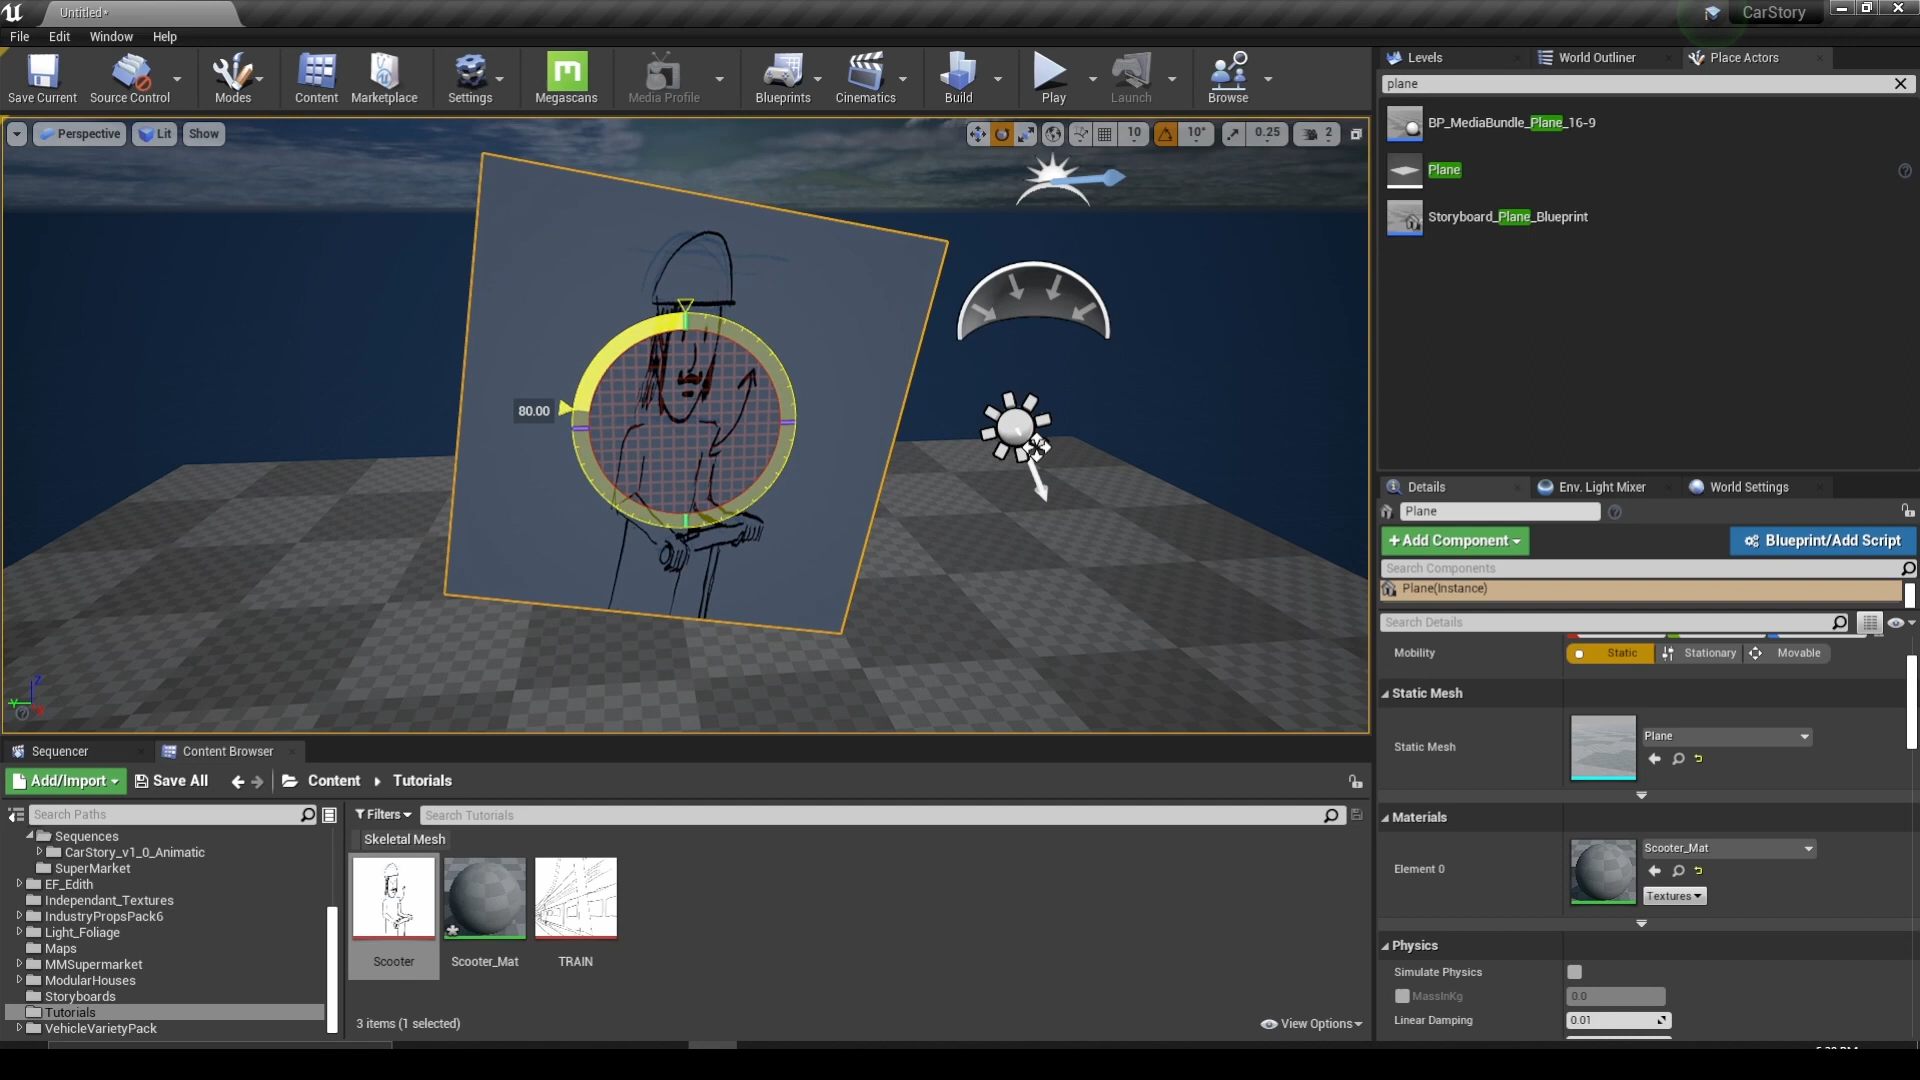 Untitled*
CarStory
File Edit Window Help
Save Current
Source Control
Modes
Content
Marketplace
Settings
Megascans
Media Profile
Blueprints
Cinematics
Build
Play
Launch
Browse
Perspective
Lit
Show
10
10°
0.25
2
80.00
Levels
World Outliner
Place Actors
plane
BP_MediaBundle_Plane_16-9
Plane
Storyboard_Plane_Blueprint
Details
Env. Light Mixer
World Settings
Plane
+Add Component
Blueprint/Add Script
Search Components
Plane(Instance)
Search Details
Mobility
Static
Stationary
Movable
Static Mesh
Static Mesh
Plane
Materials
Element 0
Scooter_Mat
Textures
Physics
Simulate Physics
MassInKg
0.0
Linear Damping
0.01
Sequencer
Content Browser
Add/Import
Save All
Content
Tutorials
Search Paths
Filters
Search Tutorials
Skeletal Mesh
Sequences
CarStory_v1_0_Animatic
SuperMarket
EF_Edith
Independant_Textures
IndustryPropsPack6
Light_Foliage
Maps
MMSupermarket
ModularHouses
Storyboards
Tutorials
VehicleVarietyPack
Scooter
Scooter_Mat
TRAIN
3 items (1 selected)
View Options